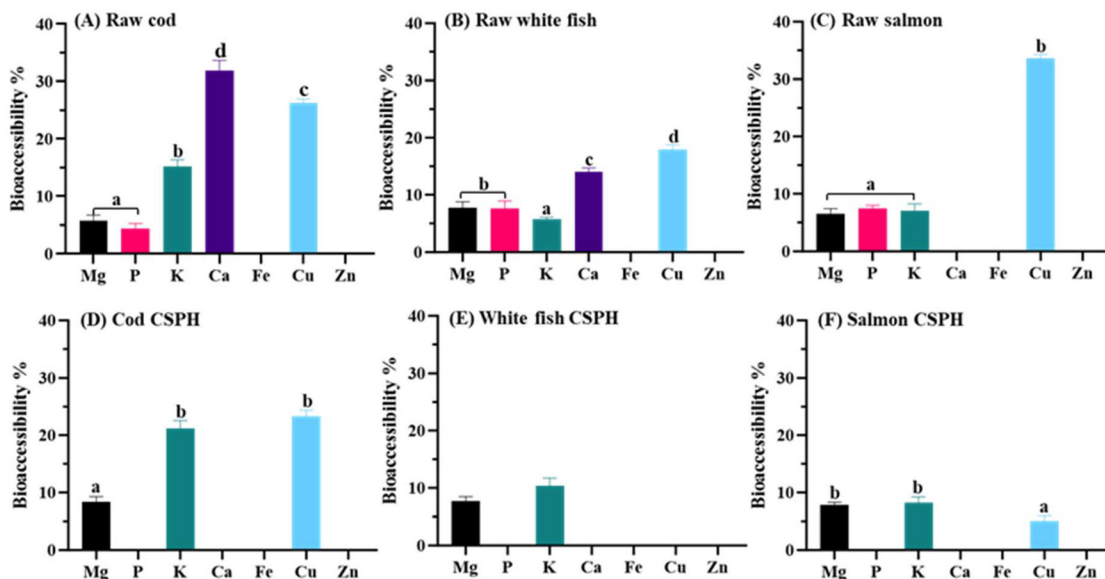 (A) Raw cod
Bioaccessibility %
40
30
20
10
0
a
b
d
c
Mg P K Ca Fe Cu Zn
(B) Raw white fish
Bioaccessibility %
40
30
20
10
0
b
a
c
d
Mg P K Ca Fe Cu Zn
(C) Raw salmon
Bioaccessibility %
40
30
20
10
0
a
b
Mg P K Ca Fe Cu Zn
(D) Cod CSPH
Bioaccessibility %
40
30
20
10
0
a
b
b
Mg P K Ca Fe Cu Zn
(E) White fish CSPH
Bioaccessibility %
40
30
20
10
0
Mg P K Ca Fe Cu Zn
(F) Salmon CSPH
Bioaccessibility %
40
30
20
10
0
b
b
a
Mg P K Ca Fe Cu Zn